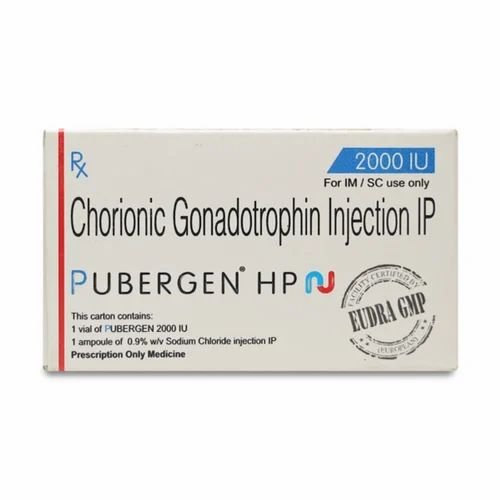 Rx
2000 IU
For IM / SC use only
Chorionic Gonadotrophin Injection IP
PUBERGEN® HP
This carton contains:
1 vial of PUBERGEN 2000 IU
1 ampoule of 0.9% w/v Sodium Chloride injection IP
Prescription Only Medicine
FACILITY CERTIFIED BY
EUDRA GMP
(EUROPEAN)